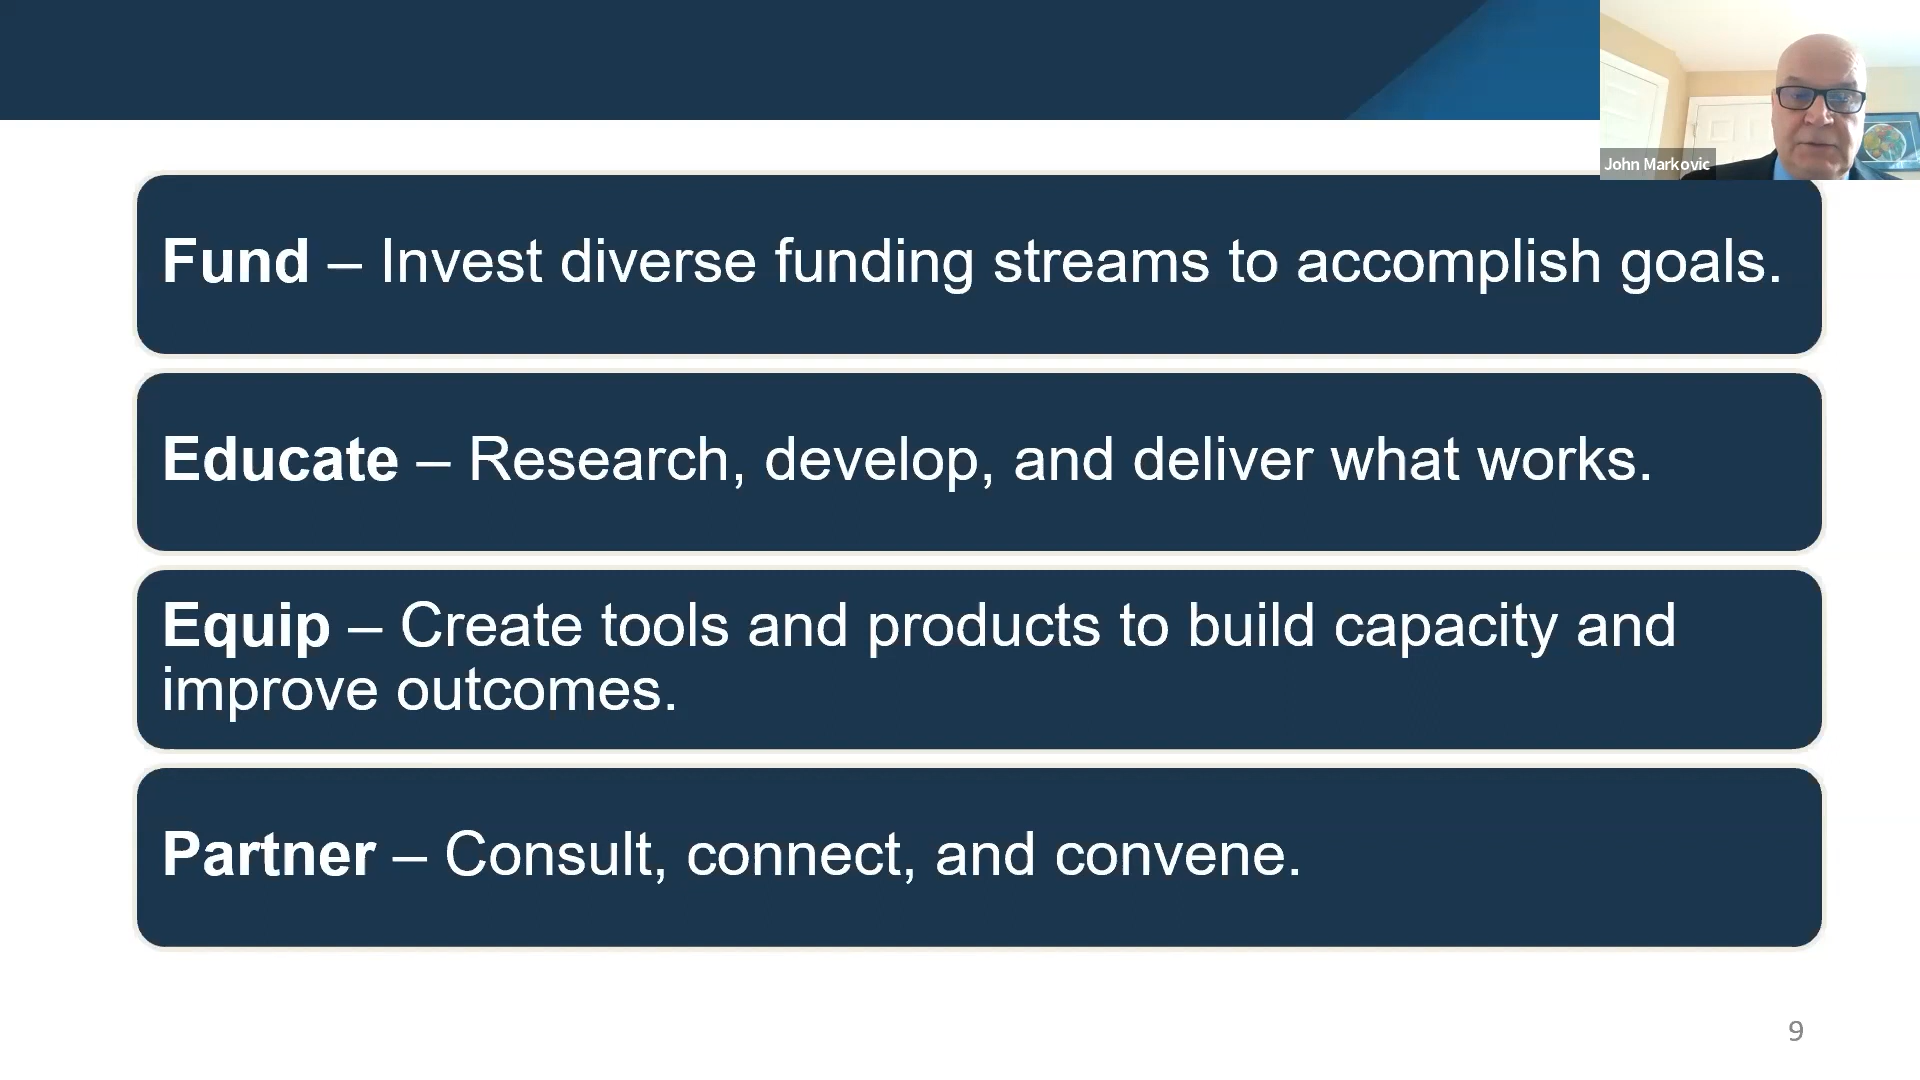 John Markovic
Fund – Invest diverse funding streams to accomplish goals.
Educate – Research, develop, and deliver what works.
Equip – Create tools and products to build capacity and
improve outcomes.
Partner – Consult, connect, and convene.
9